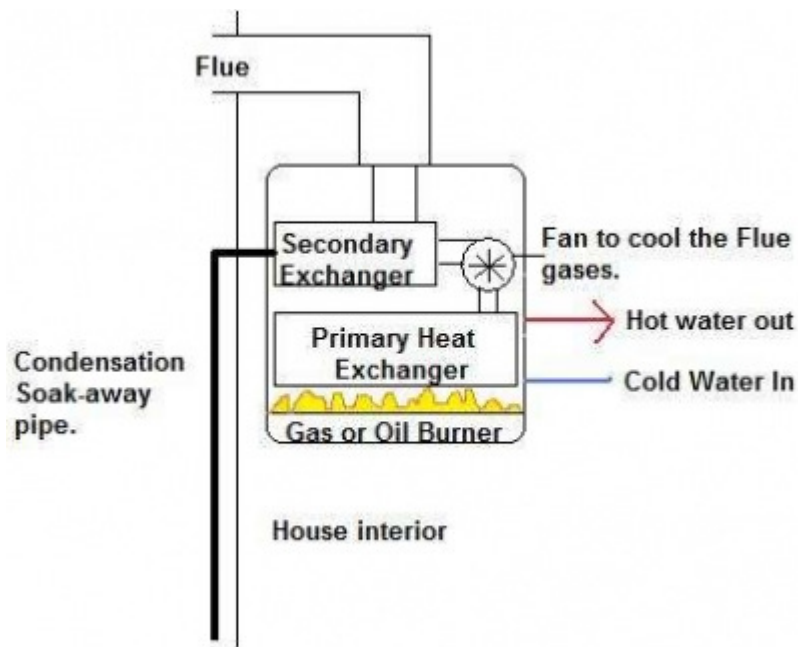 Flue
Secondary
Exchanger
Fan to cool the Flue
gases.
Primary Heat
Exchanger
Hot water out
Cold Water In
Condensation
Soak-away
pipe.
Gas or Oil Burner
House interior